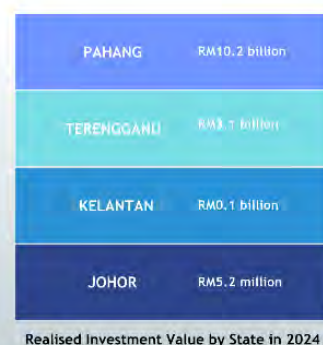 PAHANG RM10.2 billion
TERENGGANU billion
KELANTAN RM0.1 billion
JOHOR RM5.2 million
Realised Investment Value by State in 2024